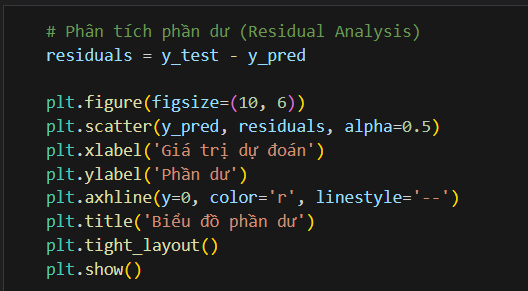 # Phân tích phần dư (Residual Analysis)
residuals = y_test - y_pred
plt.figure(figsize=(10, 6))
plt.scatter(y_pred, residuals, alpha=0.5)
plt.xlabel('Giá trị dự đoán')
plt.ylabel('Phần dư')
plt.axhline(y=0, color='r', linestyle='--')
plt.title('Biểu đồ phần dư')
plt.tight_layout()
plt.show()